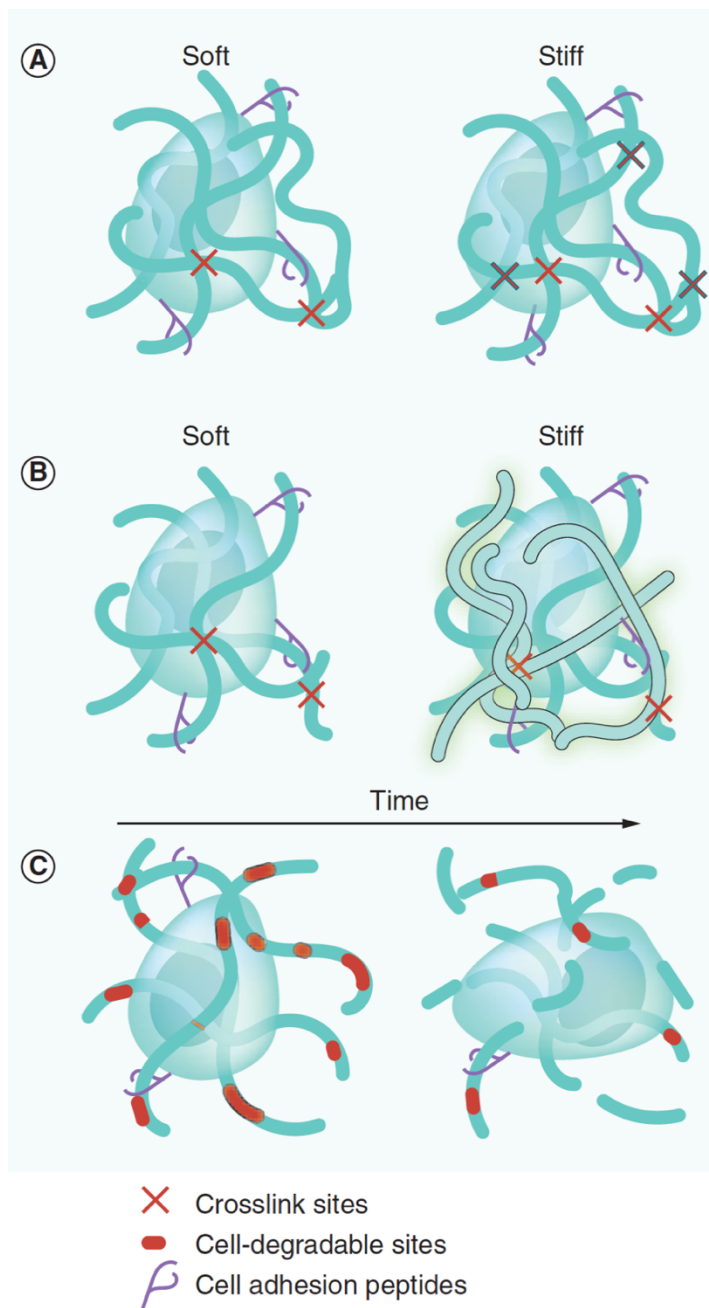 A
Soft
Stiff
B
Soft
Stiff
Time
C
Crosslink sites
Cell-degradable sites
Cell adhesion peptides